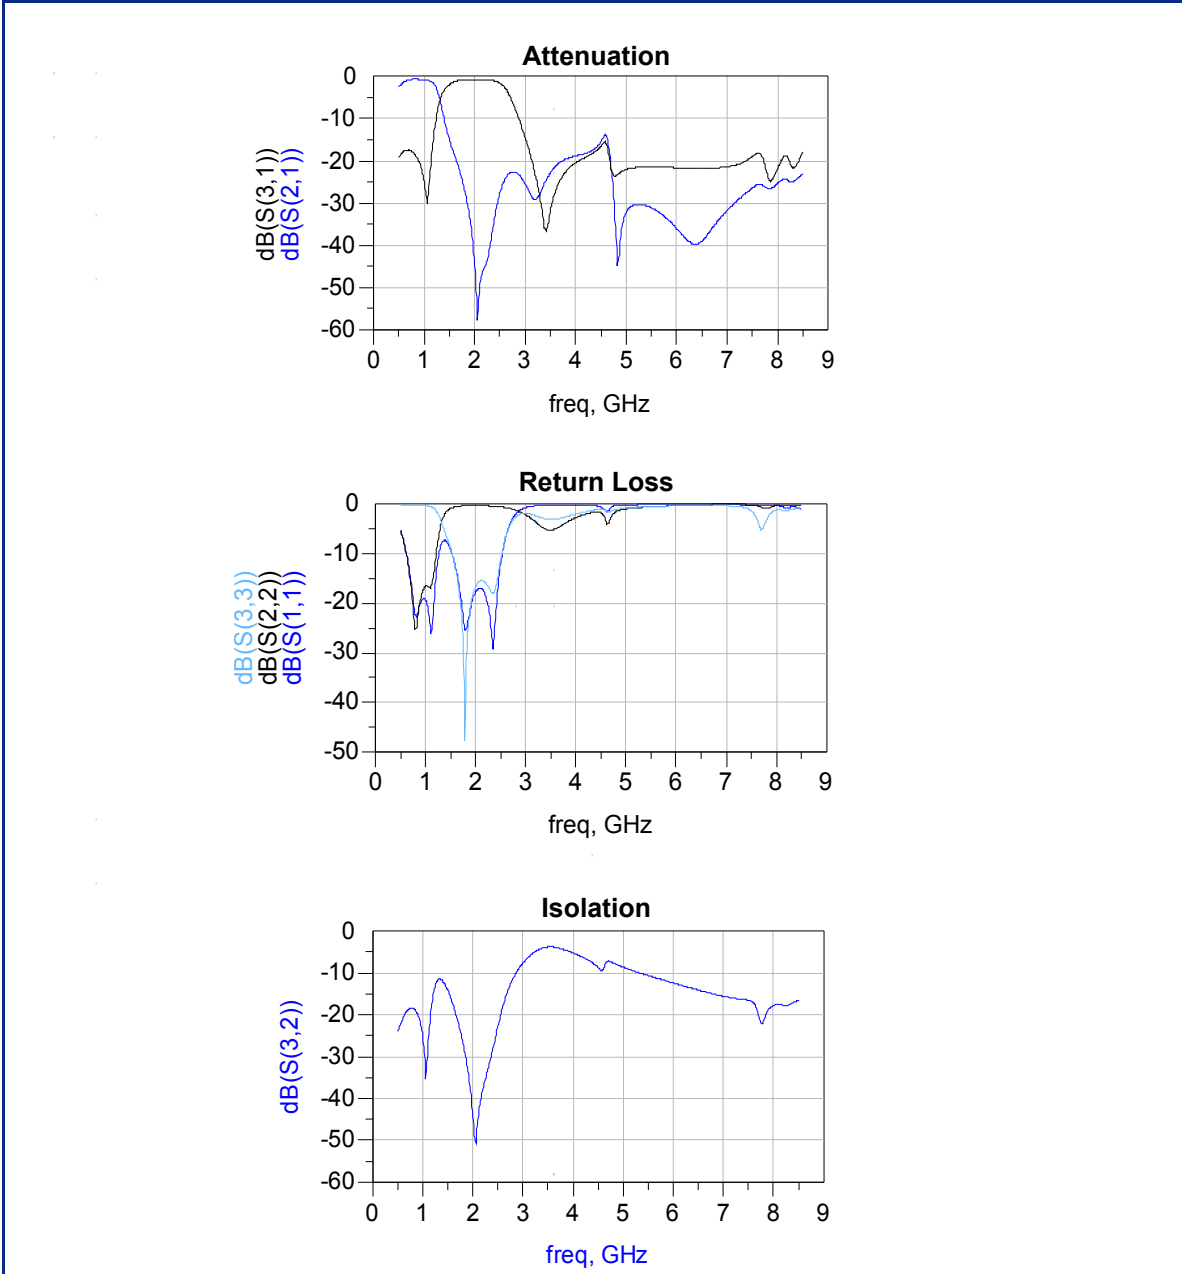 Attenuation
dB(S(3,1))
dB(S(2,1))
0
-10
-20
-30
-40
-50
-60
0 1 2 3 4 5 6 7 8 9
freq, GHz
Return Loss
dB(S(3,3))
dB(S(2,2))
dB(S(1,1))
0
-10
-20
-30
-40
-50
0 1 2 3 4 5 6 7 8 9
freq, GHz
Isolation
dB(S(3,2))
0
-10
-20
-30
-40
-50
-60
0 1 2 3 4 5 6 7 8 9
freq, GHz